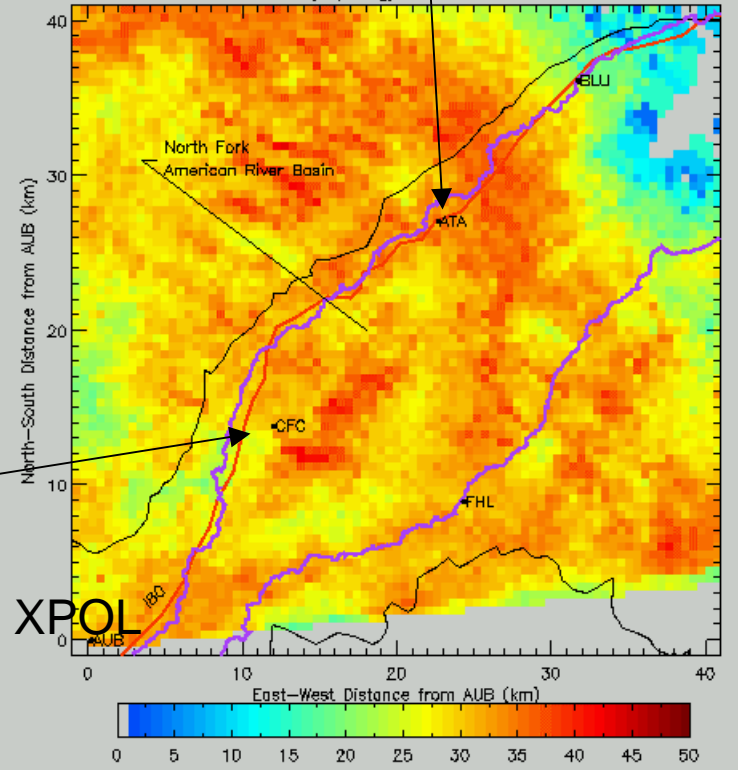 40
BLU
North Fork
American River Basin
30
ATA
North-South Distance from AUB (km)
20
CFC
10
FHL
I80
XPOL
0
AUB
0 10 20 30 40
East-West Distance from AUB (km)
0 5 10 15 20 25 30 35 40 45 50